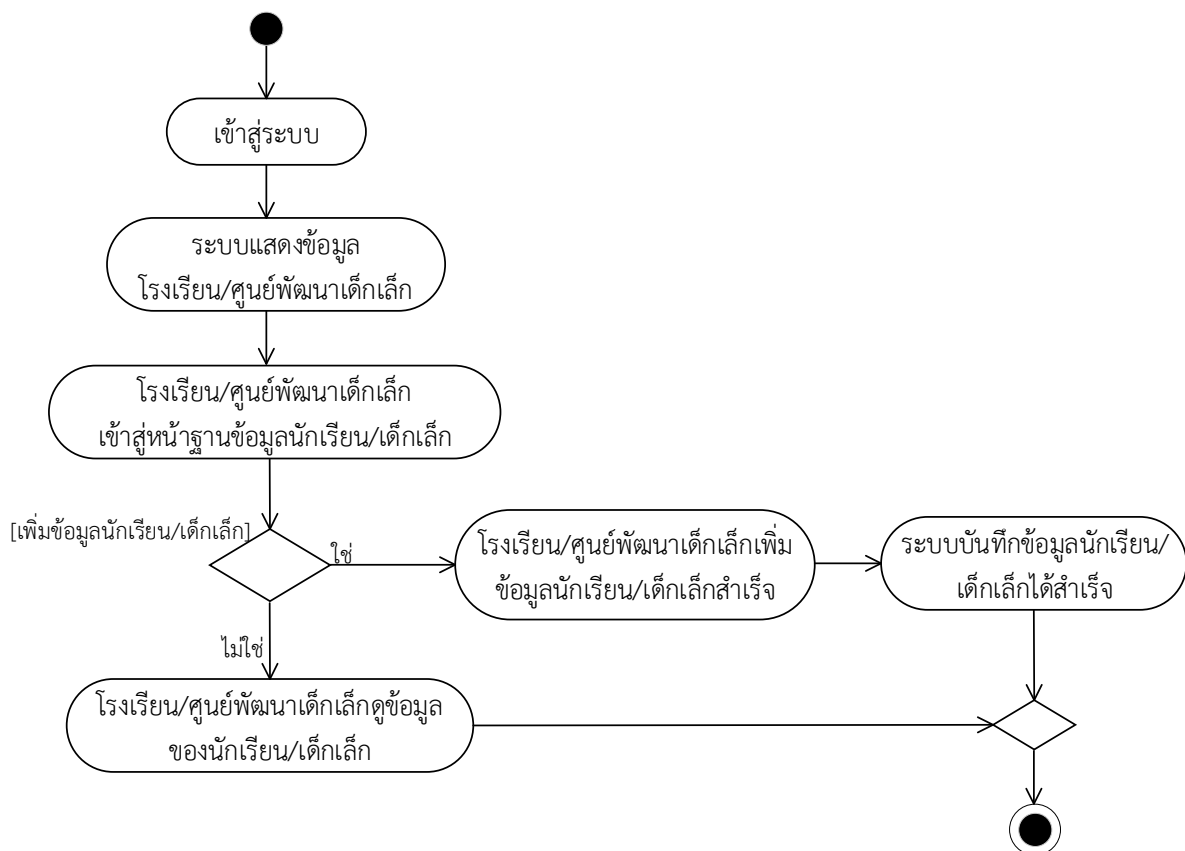 เข้าสู่ระบบ
ระบบแสดงข้อมูล
โรงเรียน/ศูนย์พัฒนาเด็กเล็ก
โรงเรียน/ศูนย์พัฒนาเด็กเล็ก
เข้าสู่หน้าฐานข้อมูลนักเรียน/เด็กเล็ก
[เพิ่มข้อมูลนักเรียน/เด็กเล็ก]
ใช่
โรงเรียน/ศูนย์พัฒนาเด็กเล็กเพิ่ม
ข้อมูลนักเรียน/เด็กเล็กสำเร็จ
ระบบบันทึกข้อมูลนักเรียน/
เด็กเล็กได้สำเร็จ
ไม่ใช่
โรงเรียน/ศูนย์พัฒนาเด็กเล็กดูข้อมูล
ของนักเรียน/เด็กเล็ก